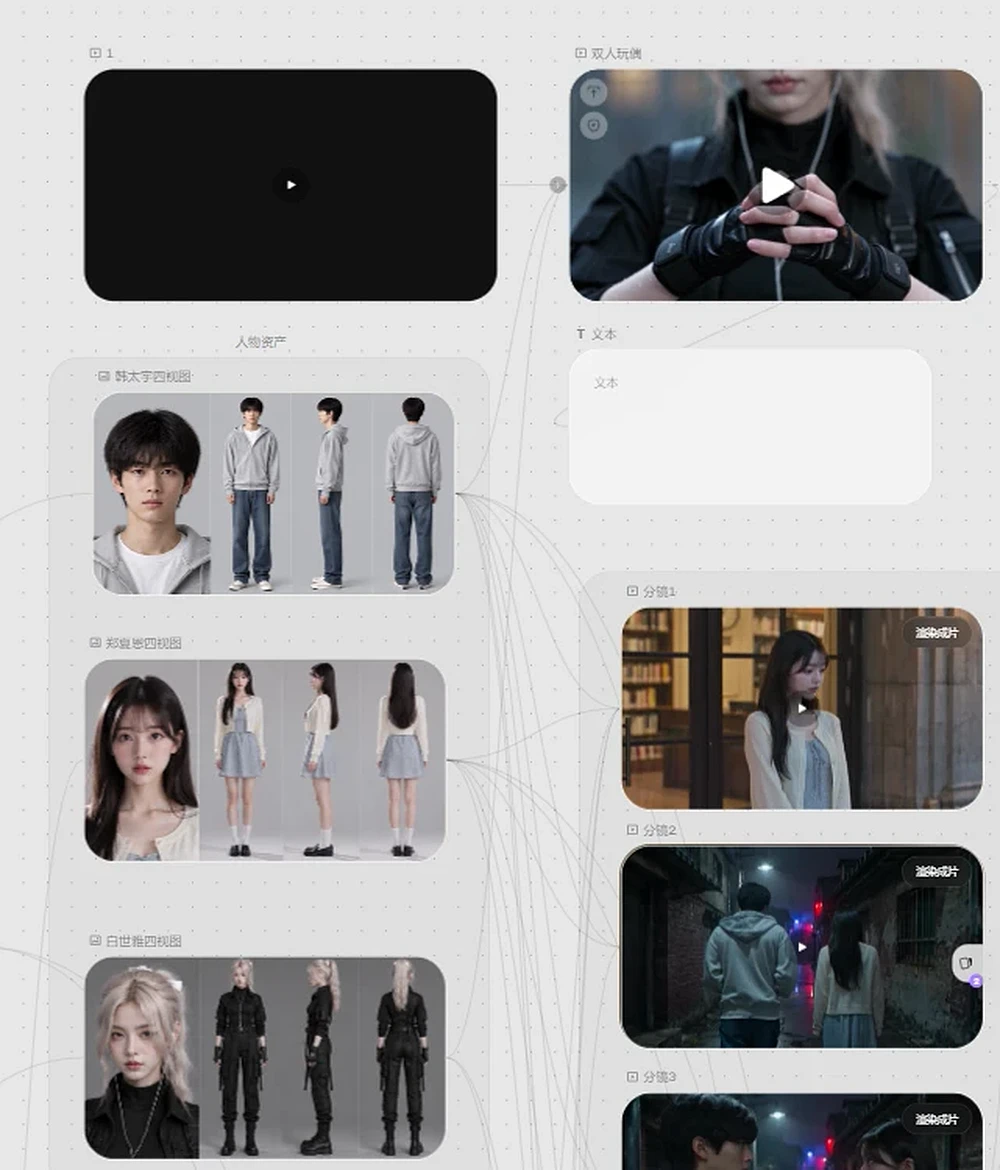 1
双人玩偶
T 文本
文本
人物资产
韩太宇四视图
郑夏恩四视图
白世雅四视图
分镜1
渲染成片
分镜2
渲染成片
分镜3
渲染成片